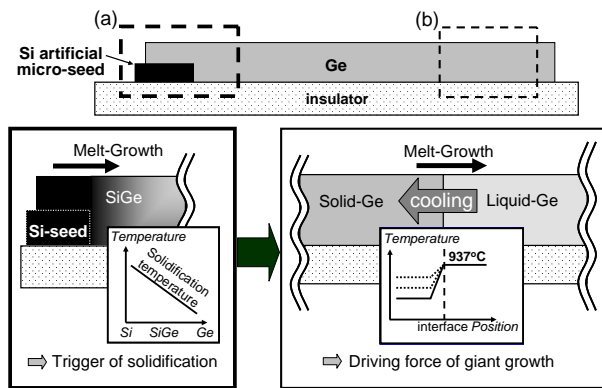 (a)
(b)
Si artificial
micro-seed
Ge
insulator
Melt-Growth
SiGe
Si-seed
Temperature
Solidification
temperature
Si SiGe Ge
Trigger of solidification
Melt-Growth
Solid-Ge
cooling
Liquid-Ge
Temperature
937°C
interface Position
Driving force of giant growth